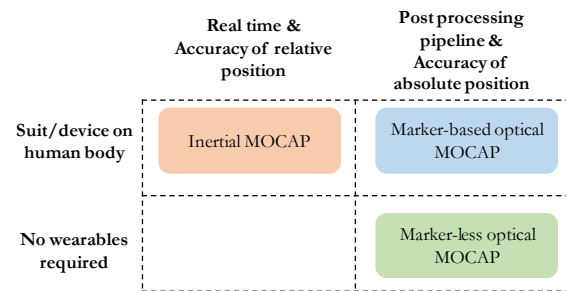 Real time &
Accuracy of relative
position
Post processing
pipeline &
Accuracy of
absolute position
Suit/device on
human body
Inertial MOCAP
Marker-based optical
MOCAP
No wearables
required
Marker-less optical
MOCAP